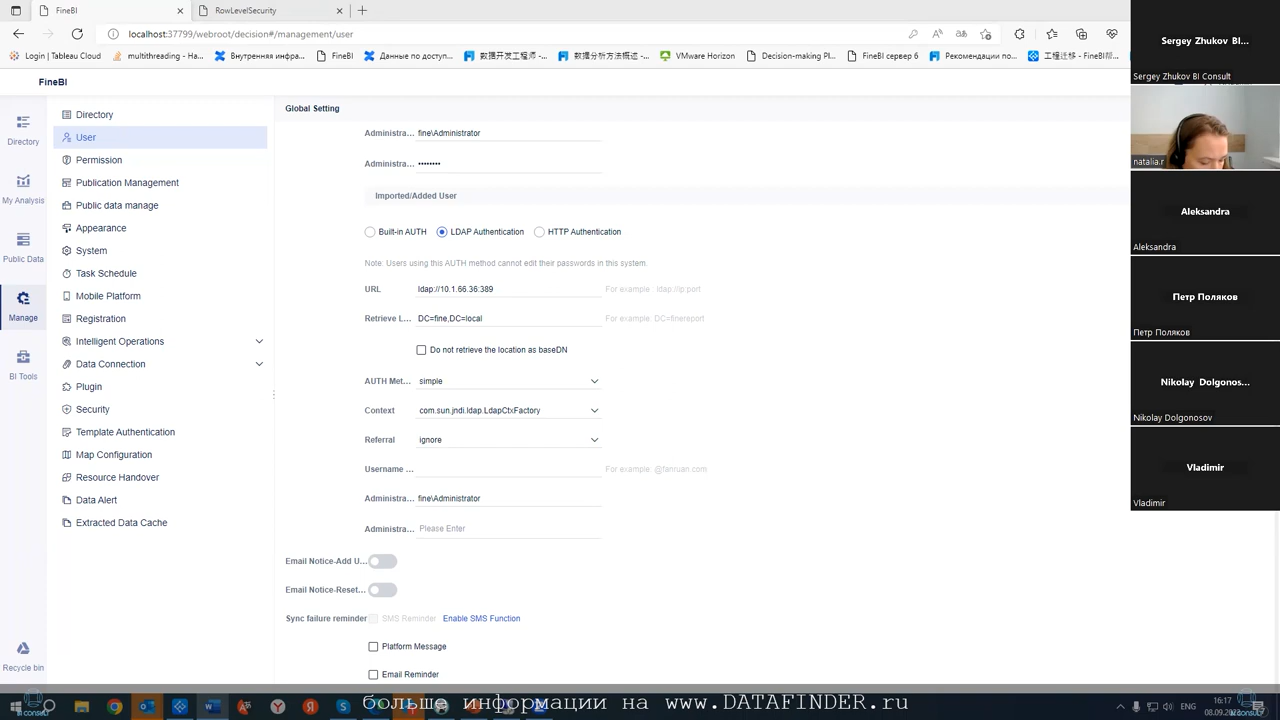 FineBI
RowLevelSecurity
localhost:37799/webroot/decision#/management/user
Login | Tableau Cloud
multithreading - Ha...
Внутренняя инфра...
Данные по доступ...
数据开发工程师 -...
数据分析方法概述 -...
VMware Horizon
Decision-making Pl...
FineBI сервер 6
Рекомендации по...
工程迁移 - FineBI帮...
FineBI
Directory
My Analysis
Public Data
Manage
BI Tools
Recycle bin
Directory
User
Permission
Publication Management
Public data manage
Appearance
System
Task Schedule
Mobile Platform
Registration
Intelligent Operations
Data Connection
Plugin
Security
Template Authentication
Map Configuration
Resource Handover
Data Alert
Extracted Data Cache
Global Setting
Administra... fine\Administrator
Administra... ••••••••
Imported/Added User
Built-in AUTH LDAP Authentication HTTP Authentication
Note: Users using this AUTH method cannot edit their passwords in this system.
URL ldap://10.1.66.36:389 For example : ldap://ip:port
Retrieve L... DC=fine,DC=local For example: DC=finereport
Do not retrieve the location as baseDN
AUTH Met... simple
Context com.sun.jndi.ldap.LdapCtxFactory
Referral ignore
Username ... For example: @fanruan.com
Administra... fine\Administrator
Administra... Please Enter
Email Notice-Add U...
Email Notice-Reset...
Sync failure reminder SMS Reminder Enable SMS Function
Platform Message
Email Reminder
Sergey Zhukov BI...
Sergey Zhukov BI Consult
natalia.r
Aleksandra
Aleksandra
Петр Поляков
Петр Поляков
Nikolay Dolgonos...
Nikolay Dolgonosov
Vladimir
Vladimir
больше информации на www.DATAFINDER.ru
ENG
16:17